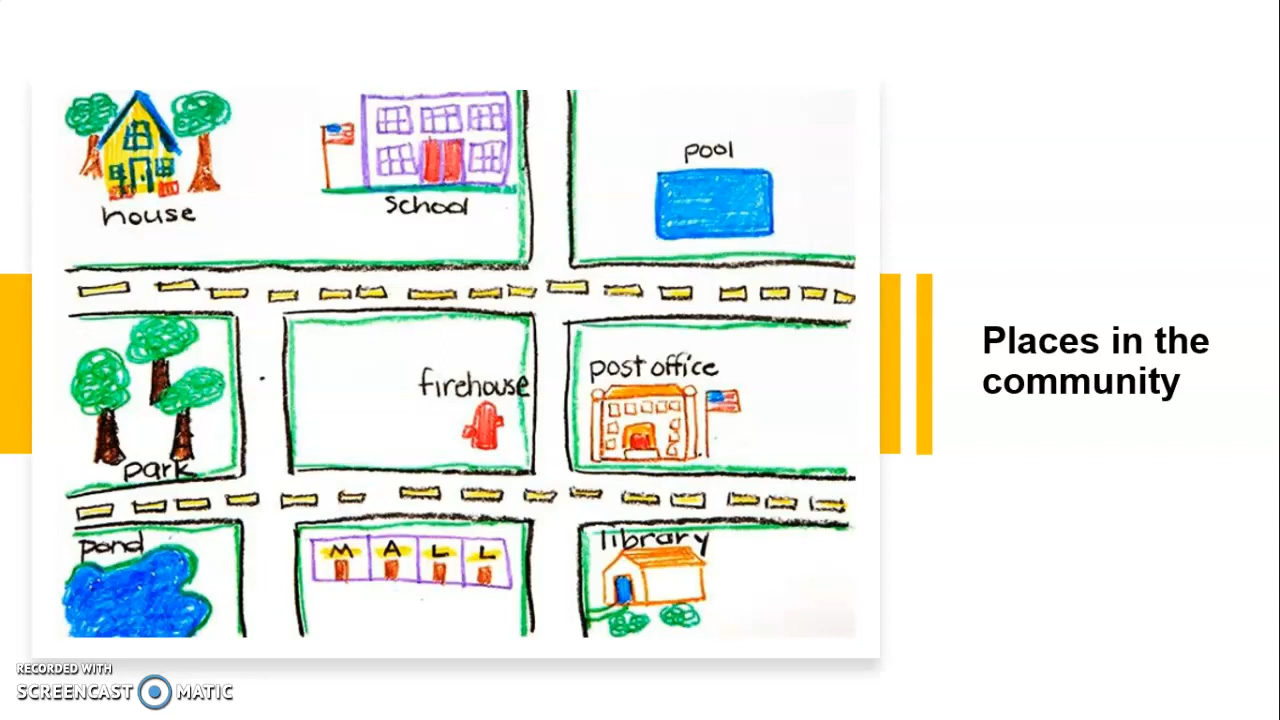 house
school
pool
firehouse
post office
park
pond
MALL
library
Places in the
community
RECORDED WITH
SCREENCAST MATIC